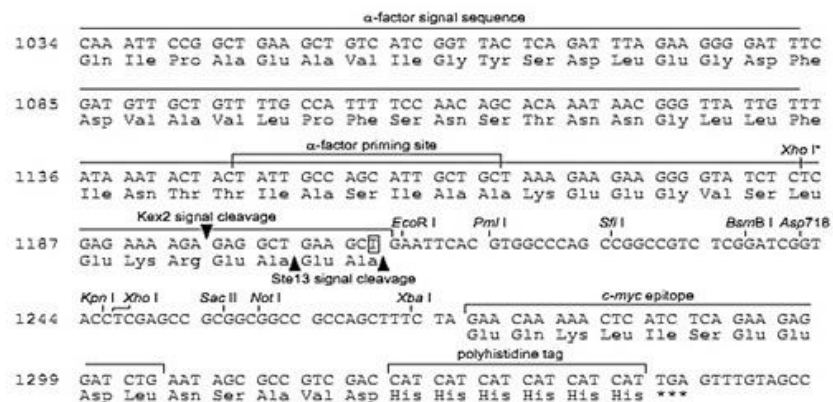 α-factor signal sequence
1034 CAA ATT CCG GCT GAA GCT GTC ATC GGT TAC TCA GAT TTA GAA GGG GAT TTC
Gln Ile Pro Ala Glu Ala Val Ile Gly Tyr Ser Asp Leu Glu Gly Asp Phe
1085 GAT GTT GCT GTT TTG CCA TTT TCC AAC AGC ACA AAT AAC GGG TTA TTG TTT
Asp Val Ala Val Leu Pro Phe Ser Asn Ser Thr Asn Asn Gly Leu Leu Phe
α-factor priming site Xho I*
1136 ATA AAT ACT ACT ATT GCC AGC ATT GCT GCT AAA GAA GAA GGG GTA TCT CTC
Ile Asn Thr Thr Ile Ala Ser Ile Ala Ala Lys Glu Glu Gly Val Ser Leu
Kex2 signal cleavage EcoR I Pml I Sfi I BsmB I Asp718
1187 GAG AAA AGA GAG GCT GAA GCT GAATTCAC GTGGCCCAG CCGGCCGTC TCGGATCGGT
Glu Lys Arg Glu Ala Glu Ala
Ste13 signal cleavage
Kpn I Xho I Sac II Not I Xba I c-myc epitope
1244 ACCTCGAGCC GCGGCGGCC GCCAGCTTTC TA GAA CAA AAA CTC ATC TCA GAA GAG
Glu Gln Lys Leu Ile Ser Glu Glu
polyhistidine tag
1299 GAT CTG AAT AGC GCC GTC GAC CAT CAT CAT CAT CAT CAT TGA GTTTGTAGCC
Asp Leu Asn Ser Ala Val Asp His His His His His His ***